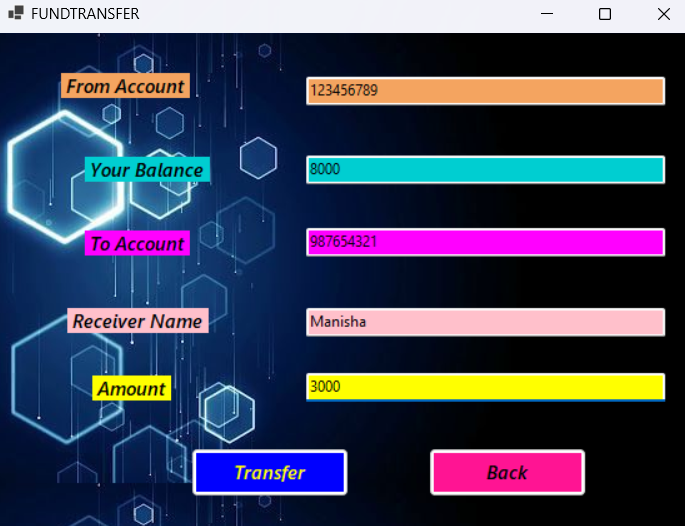 FUNDTRANSFER
From Account 123456789
Your Balance 8000
To Account 987654321
Receiver Name Manisha
Amount 3000
Transfer Back